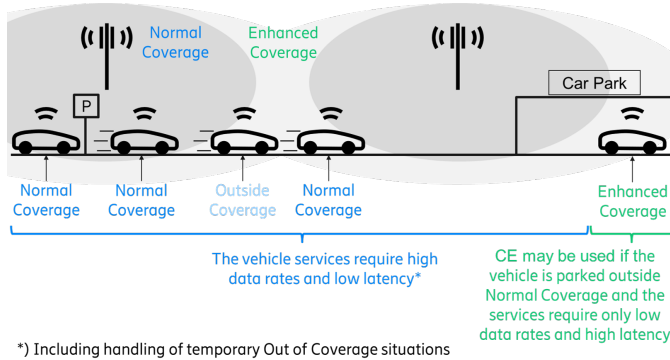 Normal
Coverage
Enhanced
Coverage
Car Park
P
Normal
Coverage
Normal
Coverage
Outside
Coverage
Normal
Coverage
Enhanced
Coverage
The vehicle services require high
data rates and low latency*
CE may be used if the
vehicle is parked outside
Normal Coverage and the
services require only low
data rates and high latency
*) Including handling of temporary Out of Coverage situations